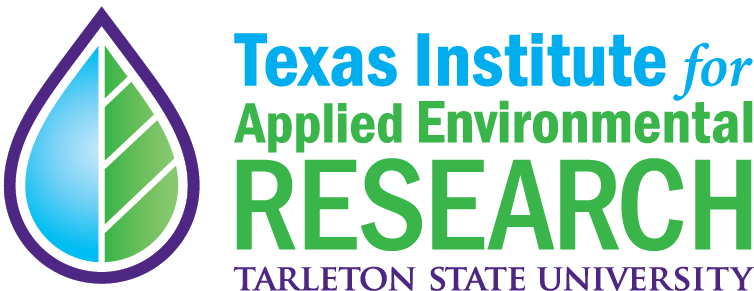 Texas Institute for
Applied Environmental
RESEARCH
TARLETON STATE UNIVERSITY